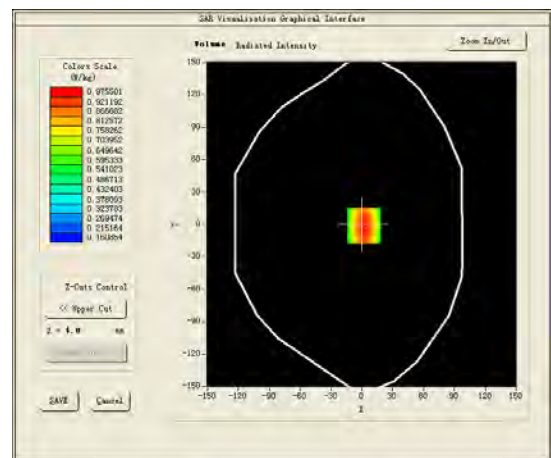 SAR Visualisation Graphical Interface
Volume Radiated Intensity
Zoom In/Out
Colors Scale
(W/kg)
0.975501
0.921192
0.866882
0.812572
0.758262
0.703952
0.649642
0.595333
0.541023
0.486713
0.432403
0.378093
0.323783
0.269474
0.215164
0.160854
Z-Cuts Control
<< Upper Cut
Z = 4.0 mm
SAVE
Cancel
150-
120-
90-
60-
30-
0-
-30-
-60-
-90-
-120-
-150-
-150 -120 -90 -60 -30 0 30 60 90 120 150
X